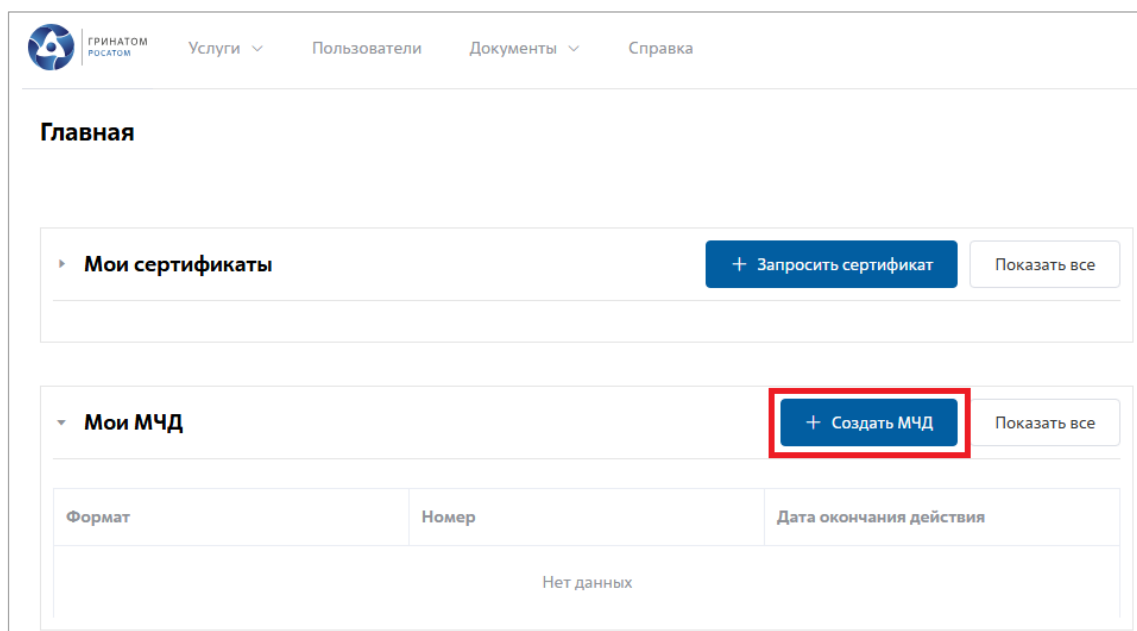 ГРИНАТОМ
РОСАТОМ
Услуги Пользователи Документы Справка
Главная
Мои сертификаты + Запросить сертификат Показать все
Мои МЧД + Создать МЧД Показать все
Формат Номер Дата окончания действия
Нет данных